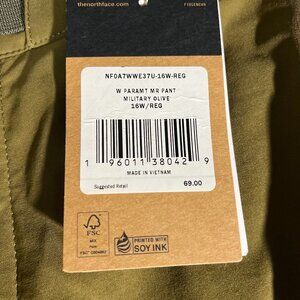 thenorthface.com
NF0A7WWE37U-16W-REG
W PARAMT MR PANT
MILITARY OLIVE
16W/REG
1 96011 38042 9
MADE IN VIETNAM
Suggested Retail 69.00
FSC
MIX
PRINTED WITH
SOY INK